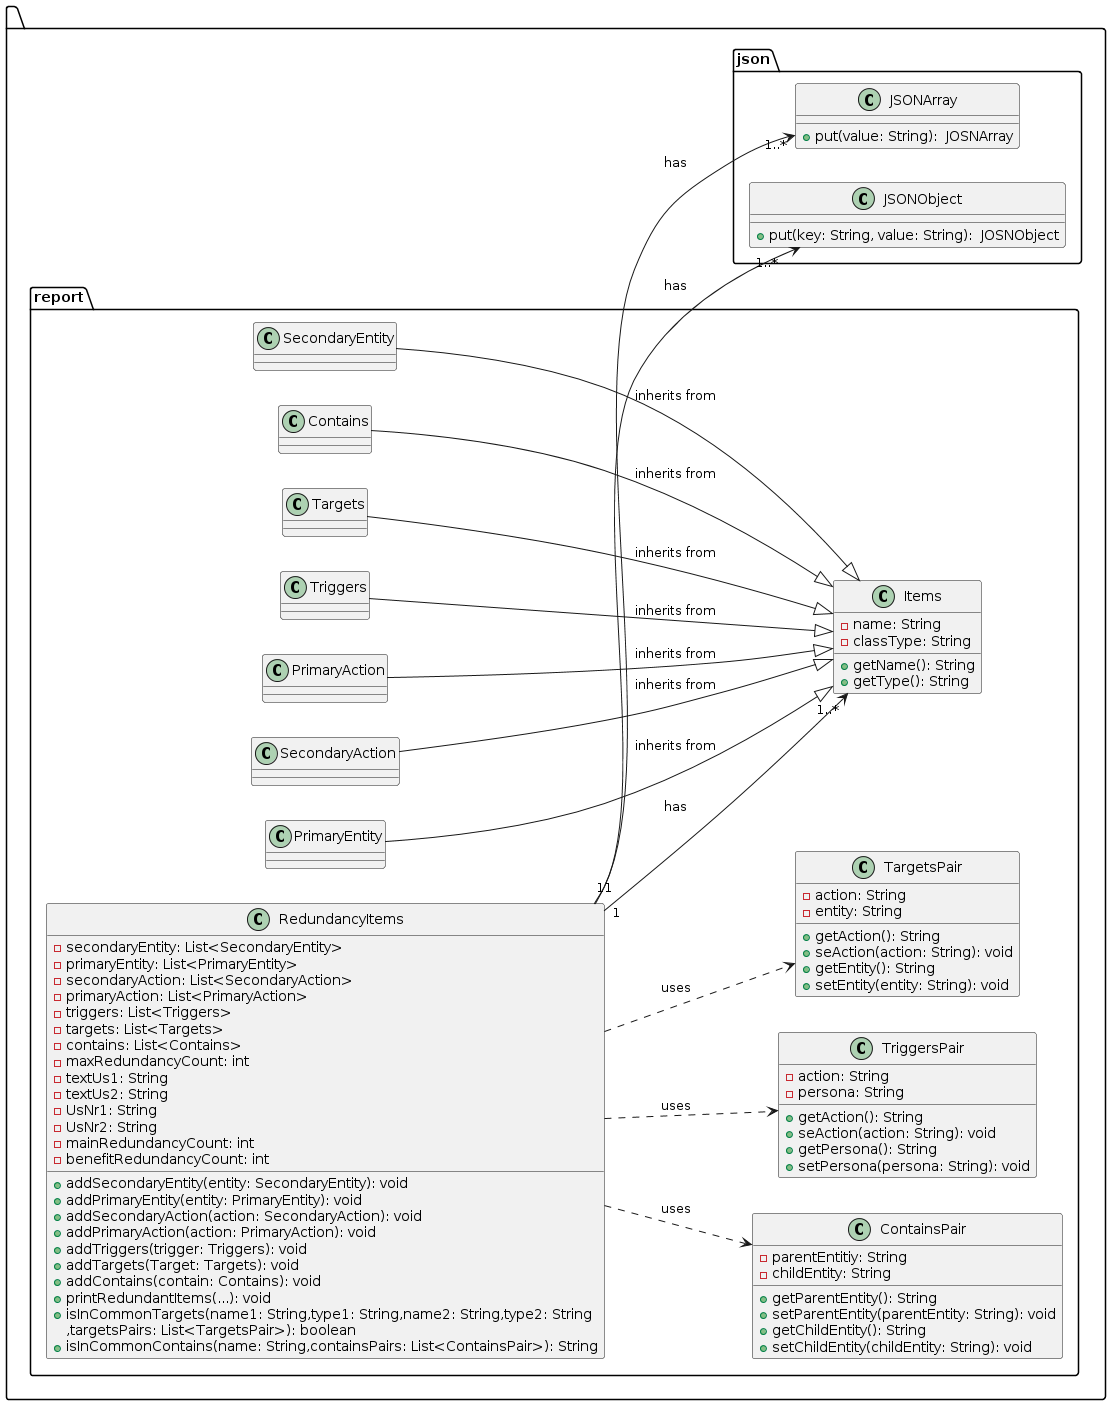 json
C JSONArray
put(value: String):  JOSNArray
1..*
has
C JSONObject
put(key: String, value: String):  JOSNObject
1..*
has
report
C SecondaryEntity
inherits from
C Contains
inherits from
C Targets
inherits from
C Triggers
inherits from
C PrimaryAction
inherits from
C SecondaryAction
inherits from
C PrimaryEntity
inherits from
C Items
name: String
classType: String
getName(): String
getType(): String
1..*
has
11
1
C RedundancyItems
secondaryEntity: List<SecondaryEntity>
primaryEntity: List<PrimaryEntity>
secondaryAction: List<SecondaryAction>
primaryAction: List<PrimaryAction>
triggers: List<Triggers>
targets: List<Targets>
contains: List<Contains>
maxRedundancyCount: int
textUs1: String
textUs2: String
UsNr1: String
UsNr2: String
mainRedundancyCount: int
benefitRedundancyCount: int
addSecondaryEntity(entity: SecondaryEntity): void
addPrimaryEntity(entity: PrimaryEntity): void
addSecondaryAction(action: SecondaryAction): void
addPrimaryAction(action: PrimaryAction): void
addTriggers(trigger: Triggers): void
addTargets(Target: Targets): void
addContains(contain: Contains): void
printRedundantItems(...): void
isInCommonTargets(name1: String,type1: String,name2: String,type2: String
,targetsPairs: List<TargetsPair>): boolean
isInCommonContains(name: String,containsPairs: List<ContainsPair>): String
uses
C TargetsPair
action: String
entity: String
getAction(): String
seAction(action: String): void
getEntity(): String
setEntity(entity: String): void
uses
C TriggersPair
action: String
persona: String
getAction(): String
seAction(action: String): void
getPersona(): String
setPersona(persona: String): void
uses
C ContainsPair
parentEntitiy: String
childEntity: String
getParentEntity(): String
setParentEntity(parentEntity: String): void
getChildEntity(): String
setChildEntity(childEntity: String): void